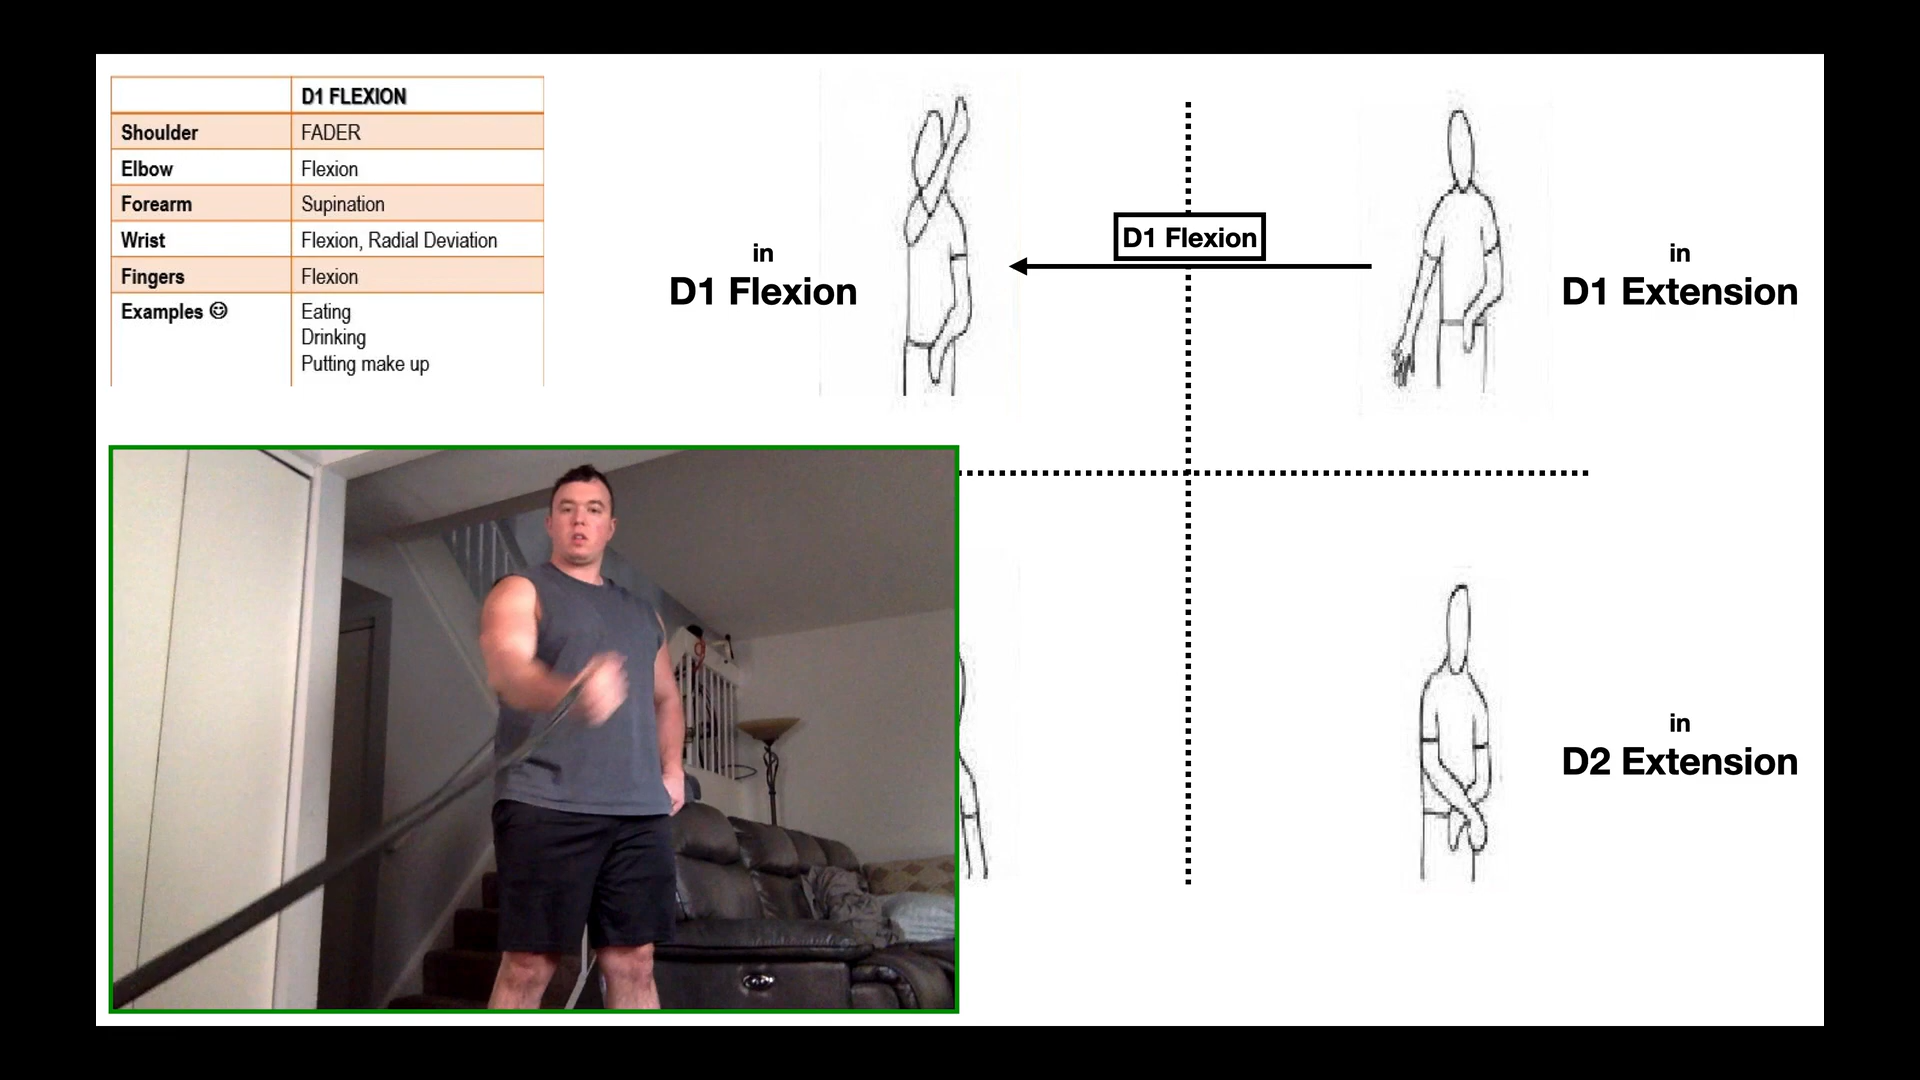 D1 FLEXION
Shoulder FADER
Elbow Flexion
Forearm Supination
Wrist Flexion, Radial Deviation
Fingers Flexion
Examples ☺ Eating
Drinking
Putting make up
in
D1 Flexion
D1 Flexion
in
D1 Extension
in
D2 Extension